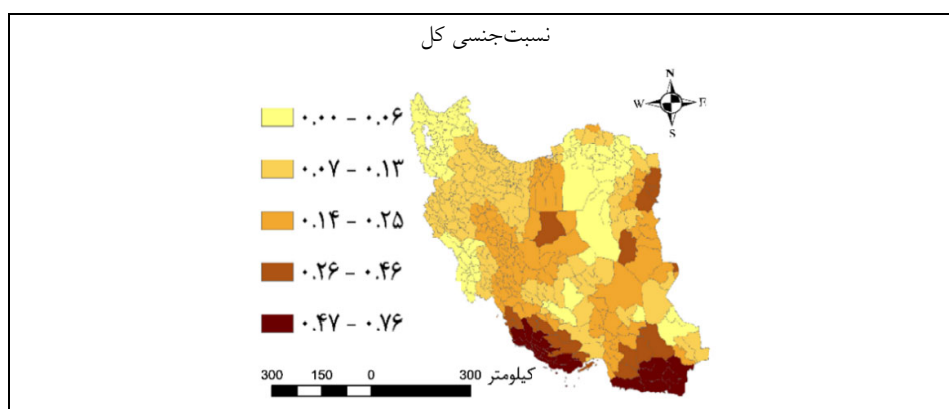 نسبت‌جنسی کل
N
W E
S
۰.۰۰ - ۰.۰۶
۰.۰۷ - ۰.۱۳
۰.۱۴ - ۰.۲۵
۰.۲۶ - ۰.۴۶
۰.۴۷ - ۰.۷۶
300 150 0 300 کیلومتر